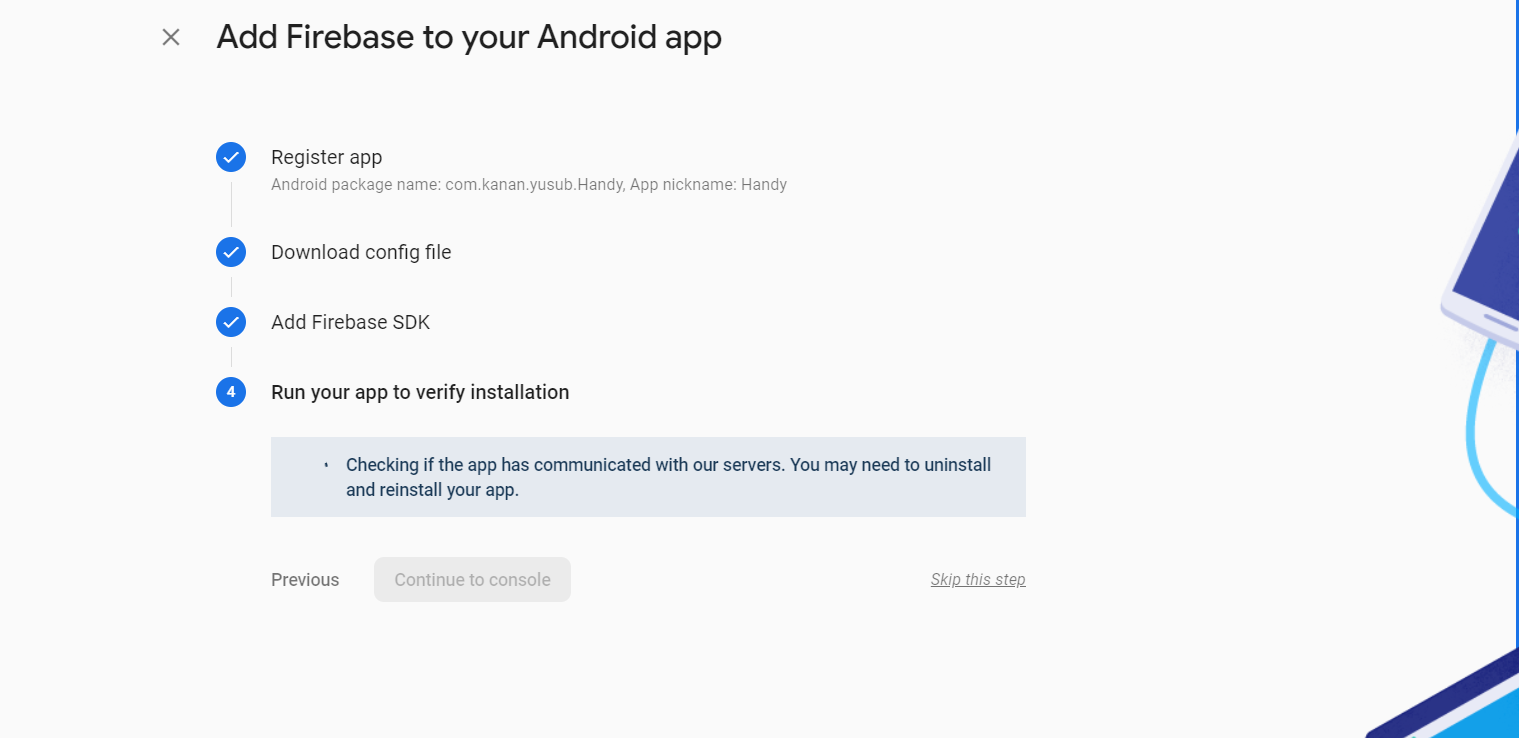 Add Firebase to your Android app
Register app
Android package name: com.kanan.yusub.Handy, App nickname: Handy
Download config file
Add Firebase SDK
4 Run your app to verify installation
Checking if the app has communicated with our servers. You may need to uninstall
and reinstall your app.
Previous Continue to console Skip this step